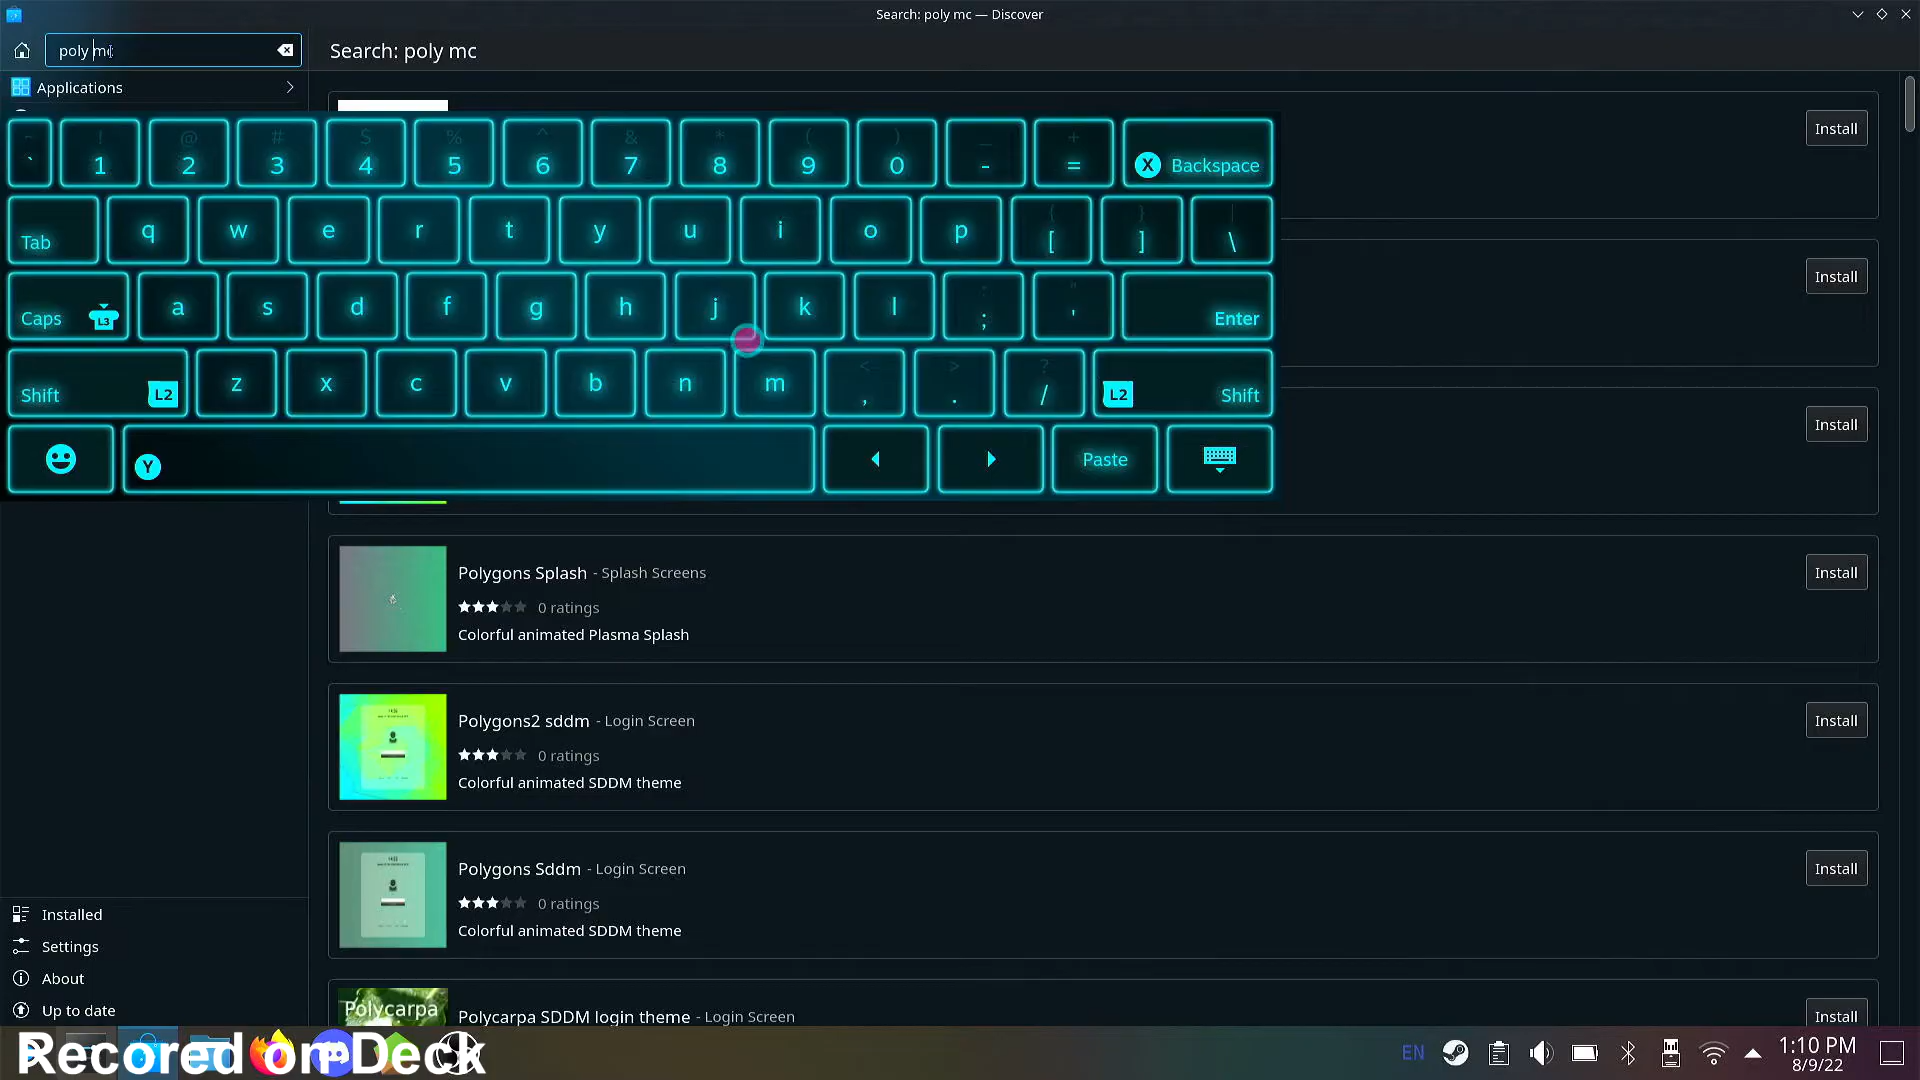 Search: poly mc — Discover
poly mc
Search: poly mc
Applications
Install
~ ! @ # $ % ^ & * ( ) _ +
` 1 2 3 4 5 6 7 8 9 0 - = X Backspace
{ } |
Tab q w e r t y u i o p [ ] \
Install
: "
Caps L3 a s d f g h j k l ; ' Enter
< > ?
Shift L2 z x c v b n m , . / L2 Shift
Install
Y Paste
Polygons Splash - Splash Screens
Install
0 ratings
Colorful animated Plasma Splash
Polygons2 sddm - Login Screen
Install
0 ratings
Colorful animated SDDM theme
Polygons Sddm - Login Screen
Install
0 ratings
Colorful animated SDDM theme
Polycarpa
Polycarpa SDDM login theme - Login Screen
Install
Installed
Settings
About
Up to date
Recored on Deck
EN
1:10 PM
8/9/22